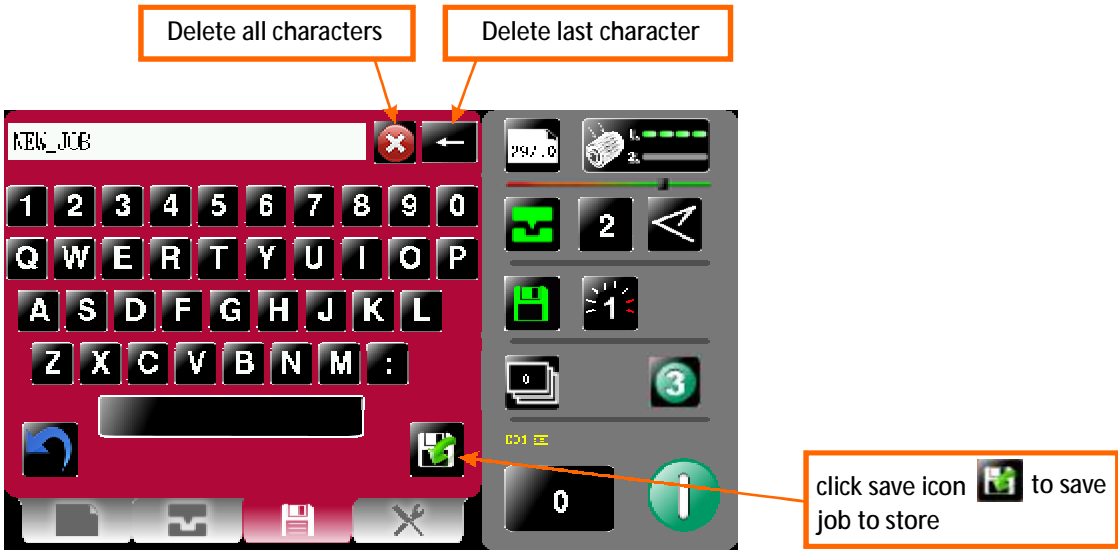 Delete all characters
Delete last character
NEW_JOB
297.0
1.
2.
1 2 3 4 5 6 7 8 9 0
2
Q W E R T Y U I O P
A S D F G H J K L
1
Z X C V B N M :
0
3
0
click save icon to save
job to store